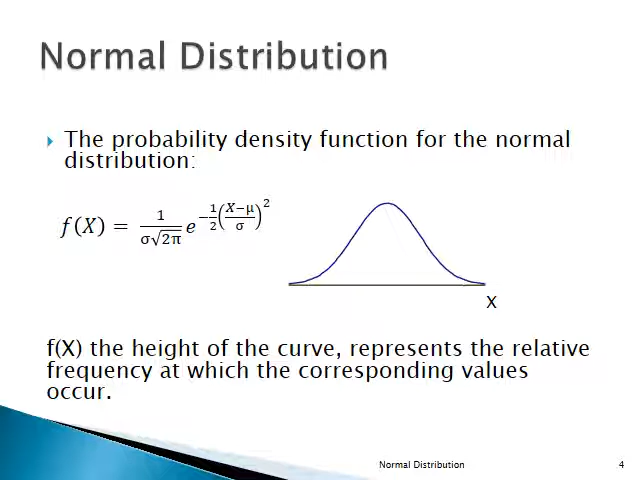 Normal Distribution
The probability density function for the normal
distribution:
f(X) = 1/(σ√2π) e^(−1/2((X−μ)/σ)^2)
X
f(X) the height of the curve, represents the relative
frequency at which the corresponding values
occur.
Normal Distribution 4